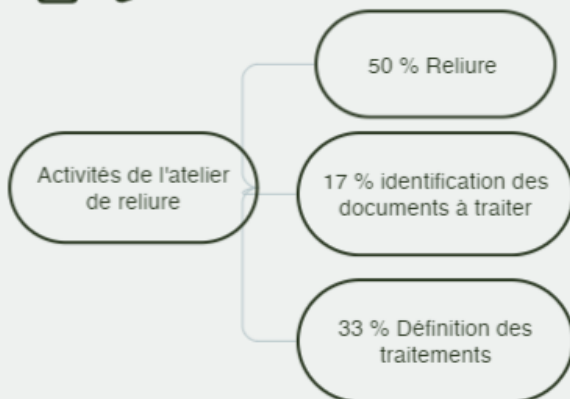 50 % Reliure
Activités de l'atelier
de reliure
17 % identification des
documents à traiter
33 % Définition des
traitements